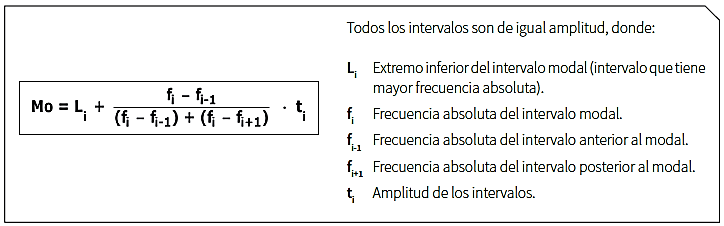 Mo = Lᵢ + (fᵢ – fᵢ₋₁) / ((fᵢ – fᵢ₋₁) + (fᵢ – fᵢ₊₁)) · tᵢ
Todos los intervalos son de igual amplitud, donde:
Lᵢ Extremo inferior del intervalo modal (intervalo que tiene
mayor frecuencia absoluta).
fᵢ Frecuencia absoluta del intervalo modal.
fᵢ₋₁ Frecuencia absoluta del intervalo anterior al modal.
fᵢ₊₁ Frecuencia absoluta del intervalo posterior al modal.
tᵢ Amplitud de los intervalos.